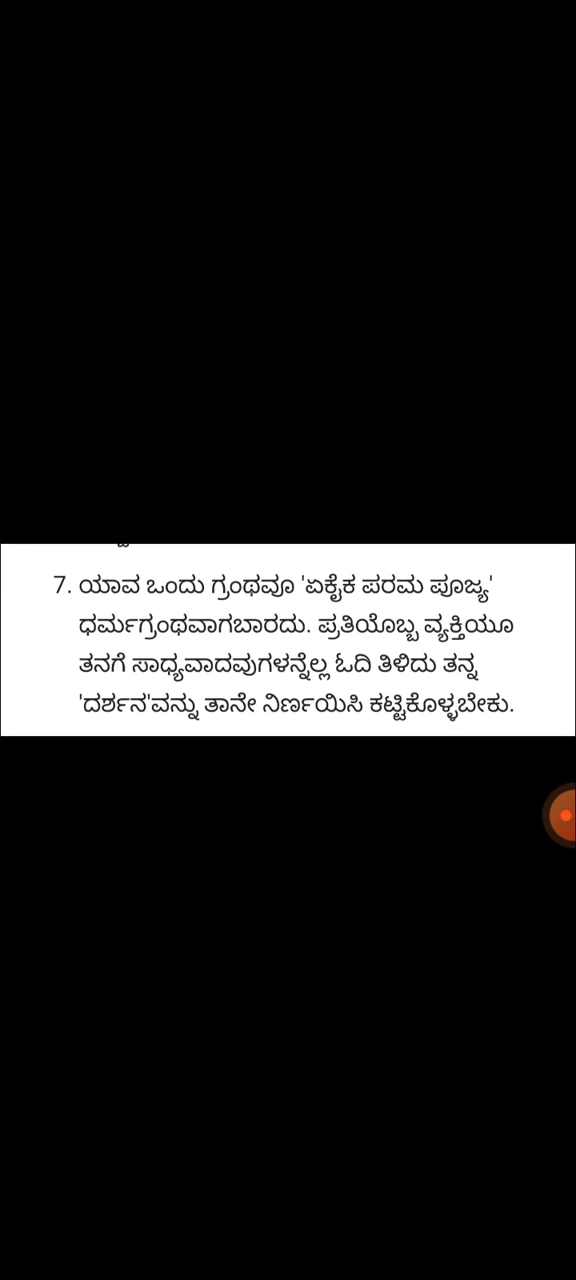 7. ಯಾವ ಒಂದು ಗ್ರಂಥವೂ 'ಏಕೈಕ ಪರಮ ಪೂಜ್ಯ'
ಧರ್ಮಗ್ರಂಥವಾಗಬಾರದು. ಪ್ರತಿಯೊಬ್ಬ ವ್ಯಕ್ತಿಯೂ
ತನಗೆ ಸಾಧ್ಯವಾದವುಗಳನ್ನೆಲ್ಲ ಓದಿ ತಿಳಿದು ತನ್ನ
'ದರ್ಶನ'ವನ್ನು ತಾನೇ ನಿರ್ಣಯಿಸಿ ಕಟ್ಟಿಕೊಳ್ಳಬೇಕು.